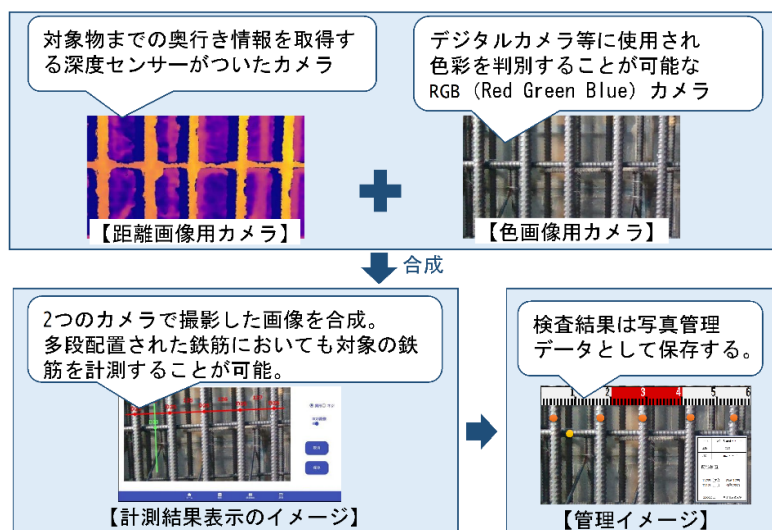 対象物までの奥行き情報を取得す
る深度センサーがついたカメラ
デジタルカメラ等に使用され
色彩を判別することが可能な
RGB（Red Green Blue）カメラ
【距離画像用カメラ】
【色画像用カメラ】
合成
2つのカメラで撮影した画像を合成。
多段配置された鉄筋においても対象の鉄
筋を計測することが可能。
【計測結果表示のイメージ】
検査結果は写真管理
データとして保存する。
1 2 3 4 5 6
【管理イメージ】